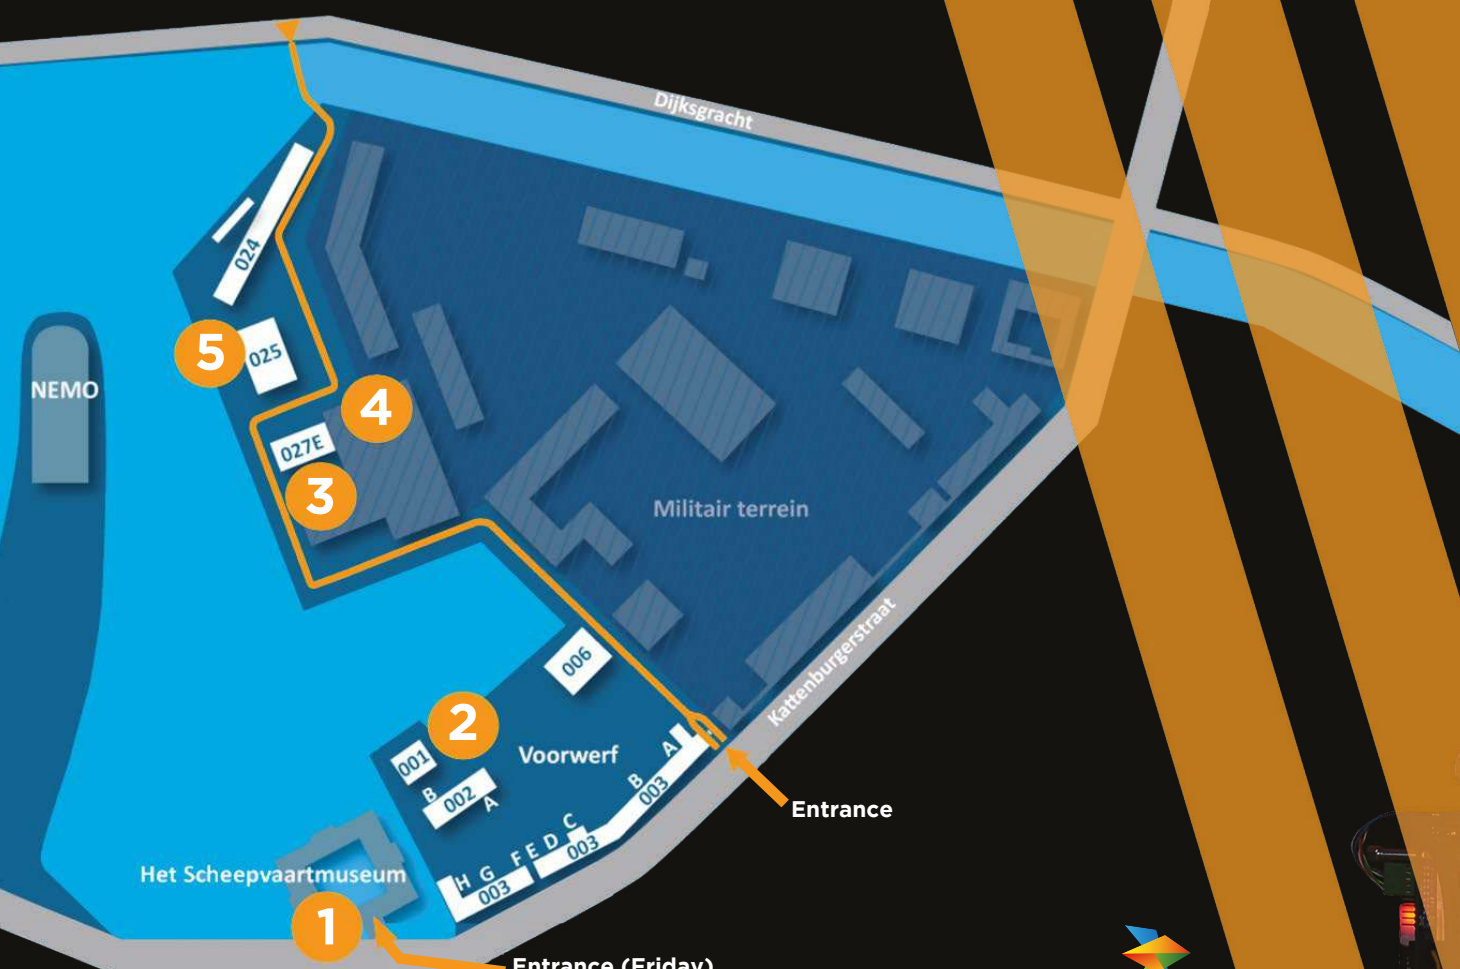 Dijksgracht
024
5
025
NEMO
4
027E
3
Militair terrein
006
Kattenburgerstraat
2
001
Voorwerf
A
B
002
A
B
003
Entrance
C
D
E
F
003
G
H
003
Het Scheepvaartmuseum
1
Entrance (Friday)